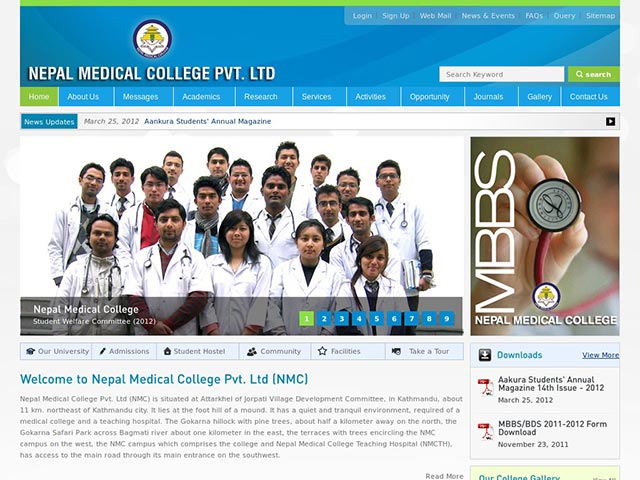 Login Sign Up Web Mail News & Events FAQs Query Sitemap
NEPAL MEDICAL COLLEGE PVT. LTD
Search Keyword
search
Home About Us Messages Academics Research Services Activities Opportunity Journals Gallery Contact Us
News Updates March 25, 2012 Aankura Students' Annual Magazine
MBBS
NEPAL MEDICAL COLLEGE
Nepal Medical College
Student Welfare Committee (2012)
1 2 3 4 5 6 7 8 9
Our University Admissions Student Hostel Community Facilities Take a Tour
Welcome to Nepal Medical College Pvt. Ltd (NMC)
Nepal Medical College Pvt. Ltd (NMC) is situated at Attarkhel of Jorpati Village Development Committee, in Kathmandu, about
11 km. northeast of Kathmandu city. It lies at the foot hill of a mound. It has a quiet and tranquil environment, required of a
medical college and a teaching hospital. The Gokarna hillock with pine trees, about half a kilometer away on the north, the
Gokarna Safari Park across Bagmati river about one kilometer in the east, the terraces with trees encircling the NMC
campus on the west, the NMC campus which comprises the college and Nepal Medical College Teaching Hospital (NMCTH),
has access to the main road through its main entrance on the southwest.
Read More
Downloads View More
Aakura Students' Annual
Magazine 14th Issue - 2012
March 25, 2012
MBBS/BDS 2011-2012 Form
Download
November 23, 2011
Our College Gallery View All